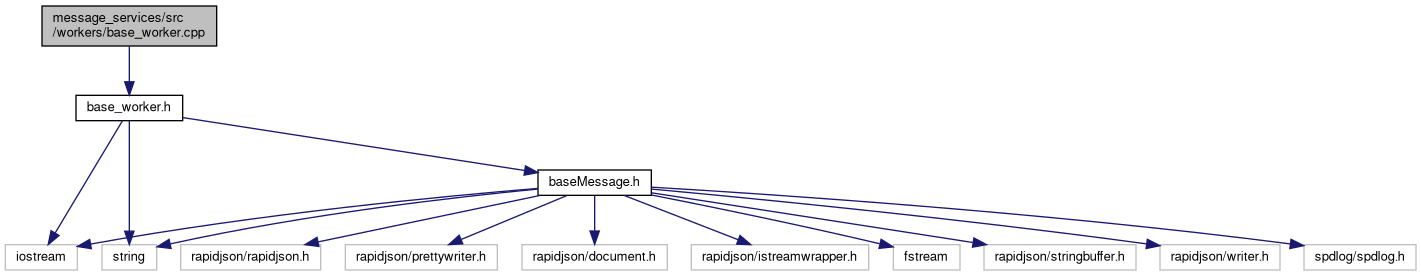 message_services/src
/workers/base_worker.cpp
base_worker.h
baseMessage.h
iostream
string
rapidjson/rapidjson.h
rapidjson/prettywriter.h
rapidjson/document.h
rapidjson/istreamwrapper.h
fstream
rapidjson/stringbuffer.h
rapidjson/writer.h
spdlog/spdlog.h